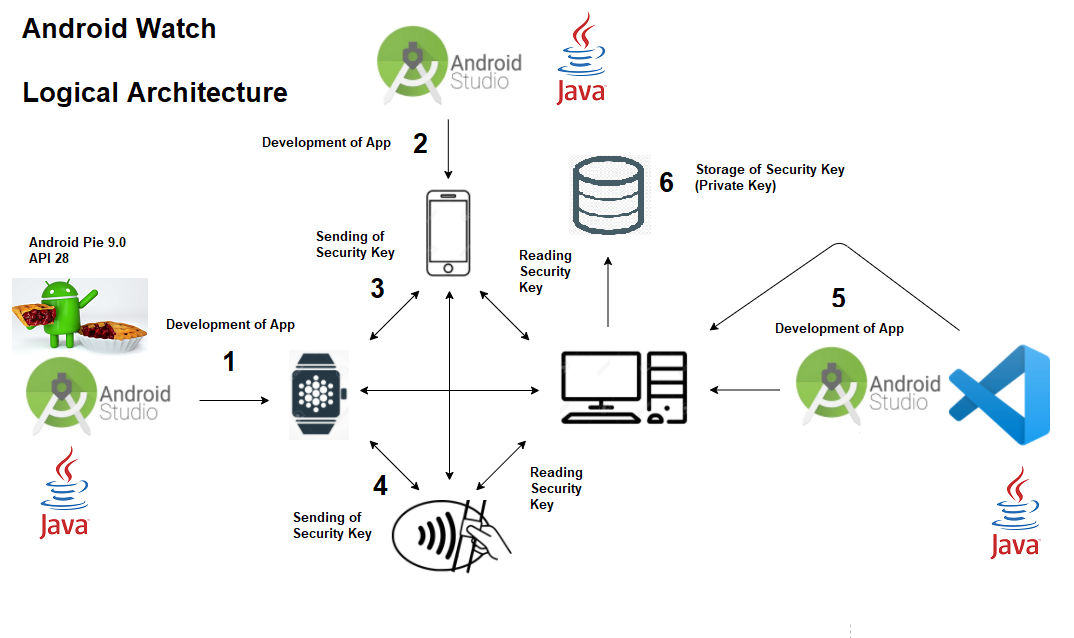 Android Watch
Logical Architecture
Android
Studio
Java
Development of App
2
6
Storage of Security Key
(Private Key)
Sending of
Security Key
3
Reading
Security
Key
Android Pie 9.0
API 28
Development of App
1
Android
Studio
Java
5
Development of App
Android
Studio
Java
4
Sending of
Security Key
Reading
Security
Key